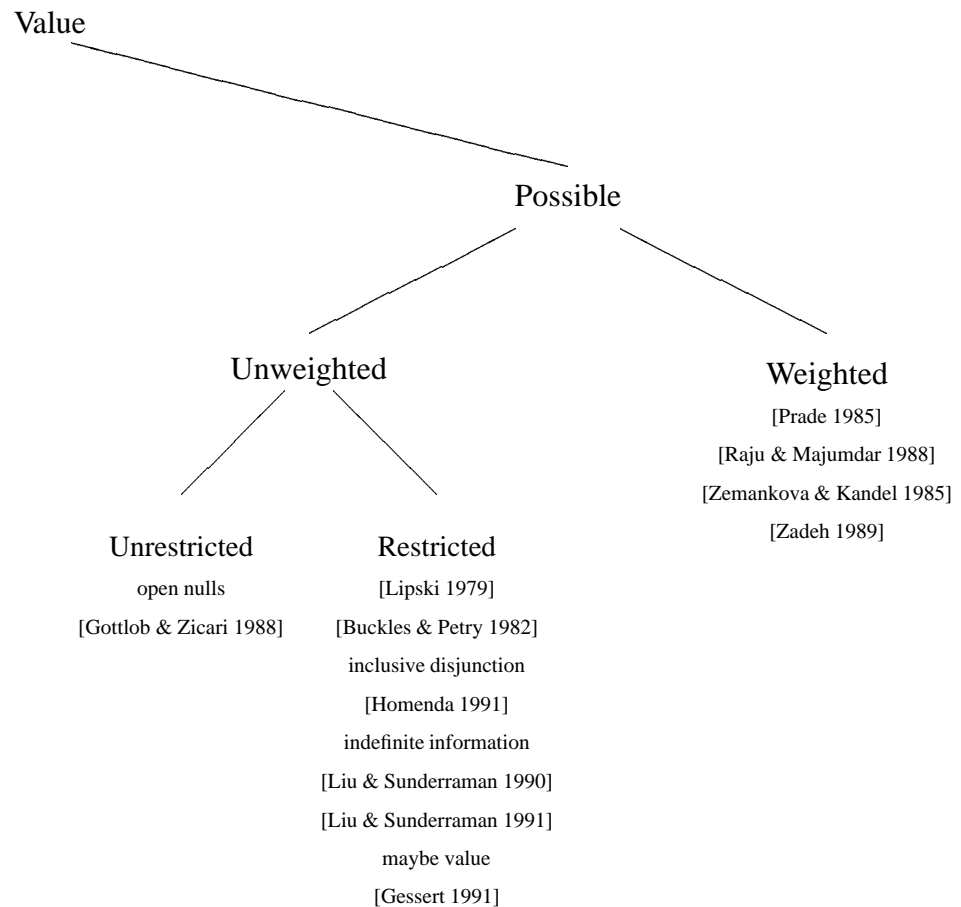 Value
Possible
Unweighted
Weighted
[Prade 1985]
[Raju & Majumdar 1988]
[Zemankova & Kandel 1985]
[Zadeh 1989]
Unrestricted
open nulls
[Gottlob & Zicari 1988]
Restricted
[Lipski 1979]
[Buckles & Petry 1982]
inclusive disjunction
[Homenda 1991]
indefinite information
[Liu & Sunderraman 1990]
[Liu & Sunderraman 1991]
maybe value
[Gessert 1991]